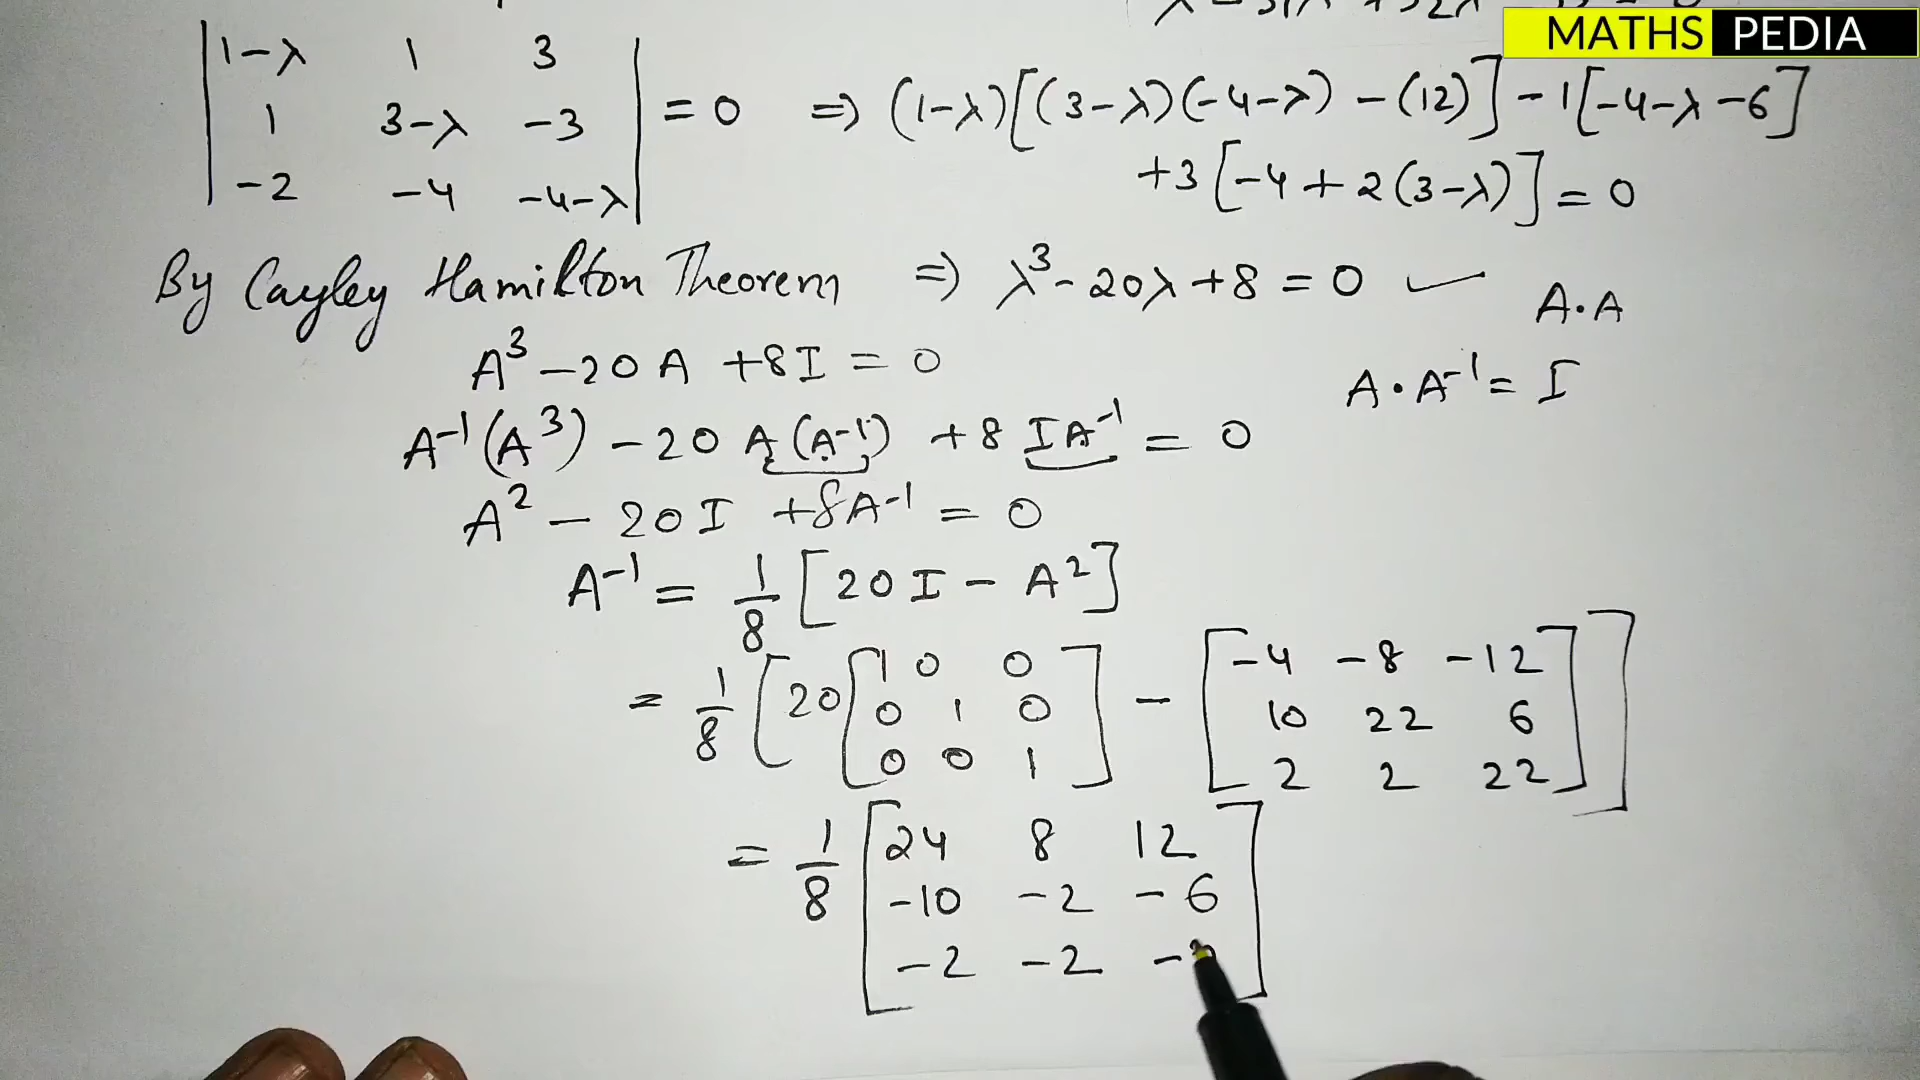 MATHS PEDIA
|1-λ 1 3|
|1 3-λ -3| = 0 ⇒ (1-λ)[(3-λ)(-4-λ) - (12)] - 1[-4-λ-6]
|-2 -4 -4-λ| +3[-4+2(3-λ)] = 0
By Cayley Hamilton Theorem ⇒ λ³-20λ+8 = 0 ✓
A·A
A³ - 20A + 8I = 0
A·A⁻¹ = I
A⁻¹(A³) - 20 A(A⁻¹) + 8 IA⁻¹ = 0
A² - 20I + 8A⁻¹ = 0
A⁻¹ = 1/8 [20I - A²]
= 1/8 [20 [1 0 0; 0 1 0; 0 0 1] - [-4 -8 -12; 10 22 6; 2 2 22]]
= 1/8 [24 8 12; -10 -2 -6; -2 -2 -